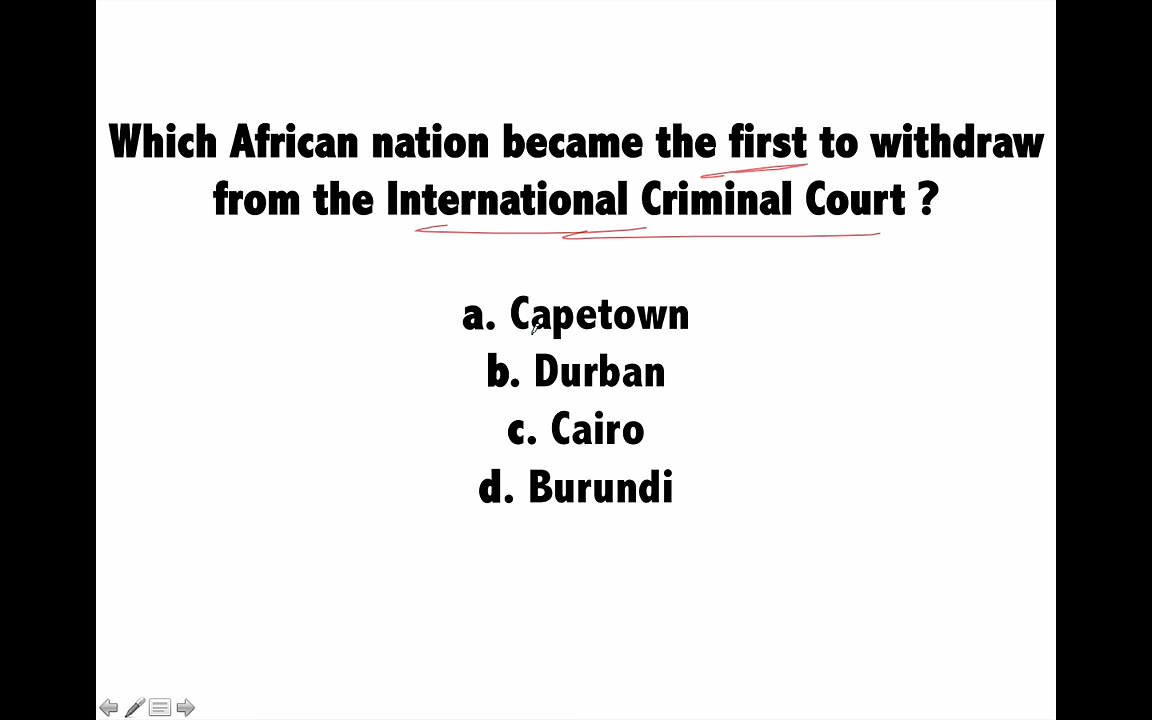 Which African nation became the first to withdraw
from the International Criminal Court ?
a. Capetown
b. Durban
c. Cairo
d. Burundi